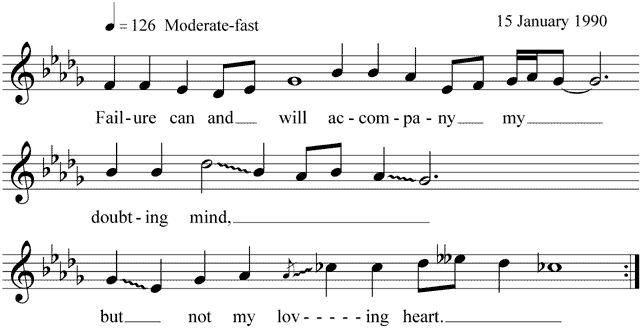 ♩ = 126 Moderate-fast 15 January 1990
Fail-ure can and will ac-com-pa-ny my
doubt-ing mind,
but not my lov-----ing heart.